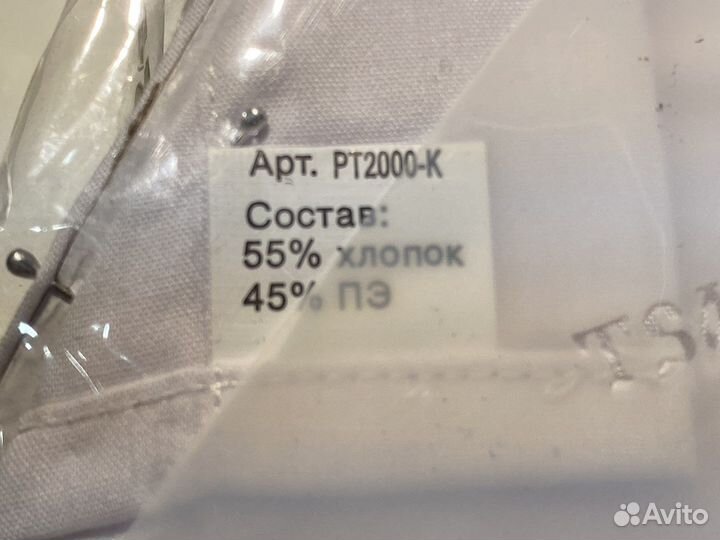 Арт. PT2000-K
Состав:
55% хлопок
45% ПЭ
Avito